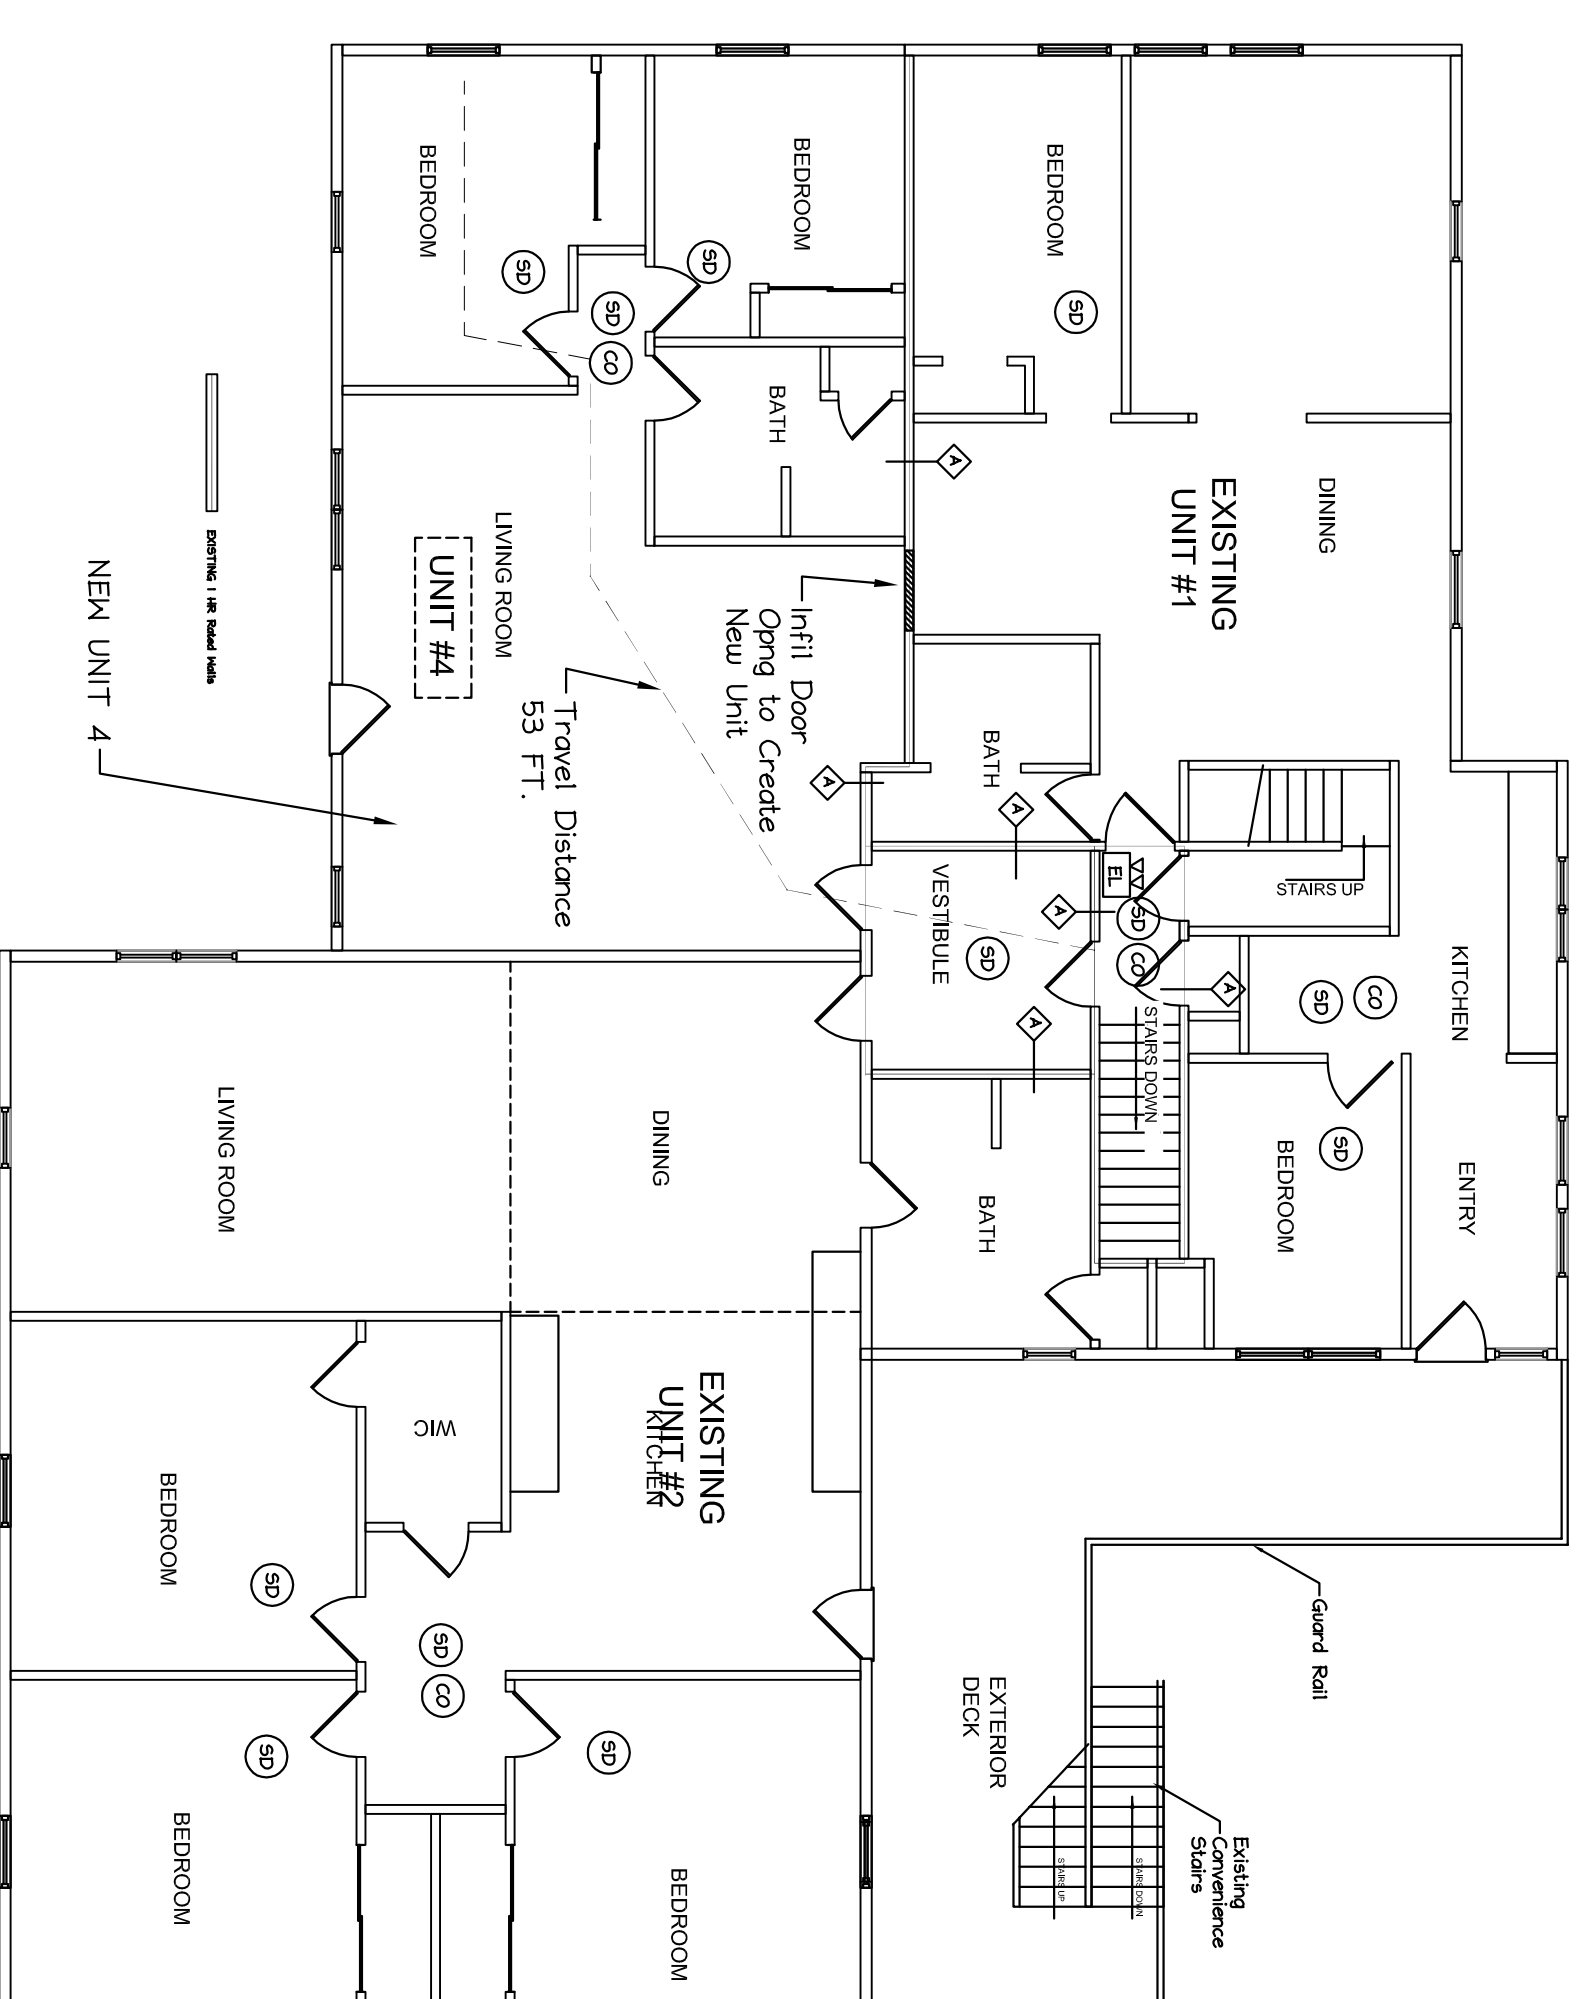 BEDROOM
BEDROOM
BEDROOM
SD
SD
SD
CO
SD
BATH
A
DINING
EXISTING
UNIT #1
LIVING ROOM
UNIT #4
Infil Door
Opng to Create
New Unit
Travel Distance
53 FT.
EXISTING 1 HR Rated Walls
NEW UNIT 4
BATH
A
A
A
A
A
EL
SD
CO
STAIRS UP
VESTIBULE
SD
STAIRS DOWN
KITCHEN
SD
CO
SD
BEDROOM
ENTRY
BATH
DINING
LIVING ROOM
EXISTING
UNIT #2
KITCHEN
WIC
BEDROOM
SD
SD
CO
SD
SD
BEDROOM
BEDROOM
EXTERIOR
DECK
Guard Rail
Existing
Convenience
Stairs
STAIRS UP
STAIRS DOWN